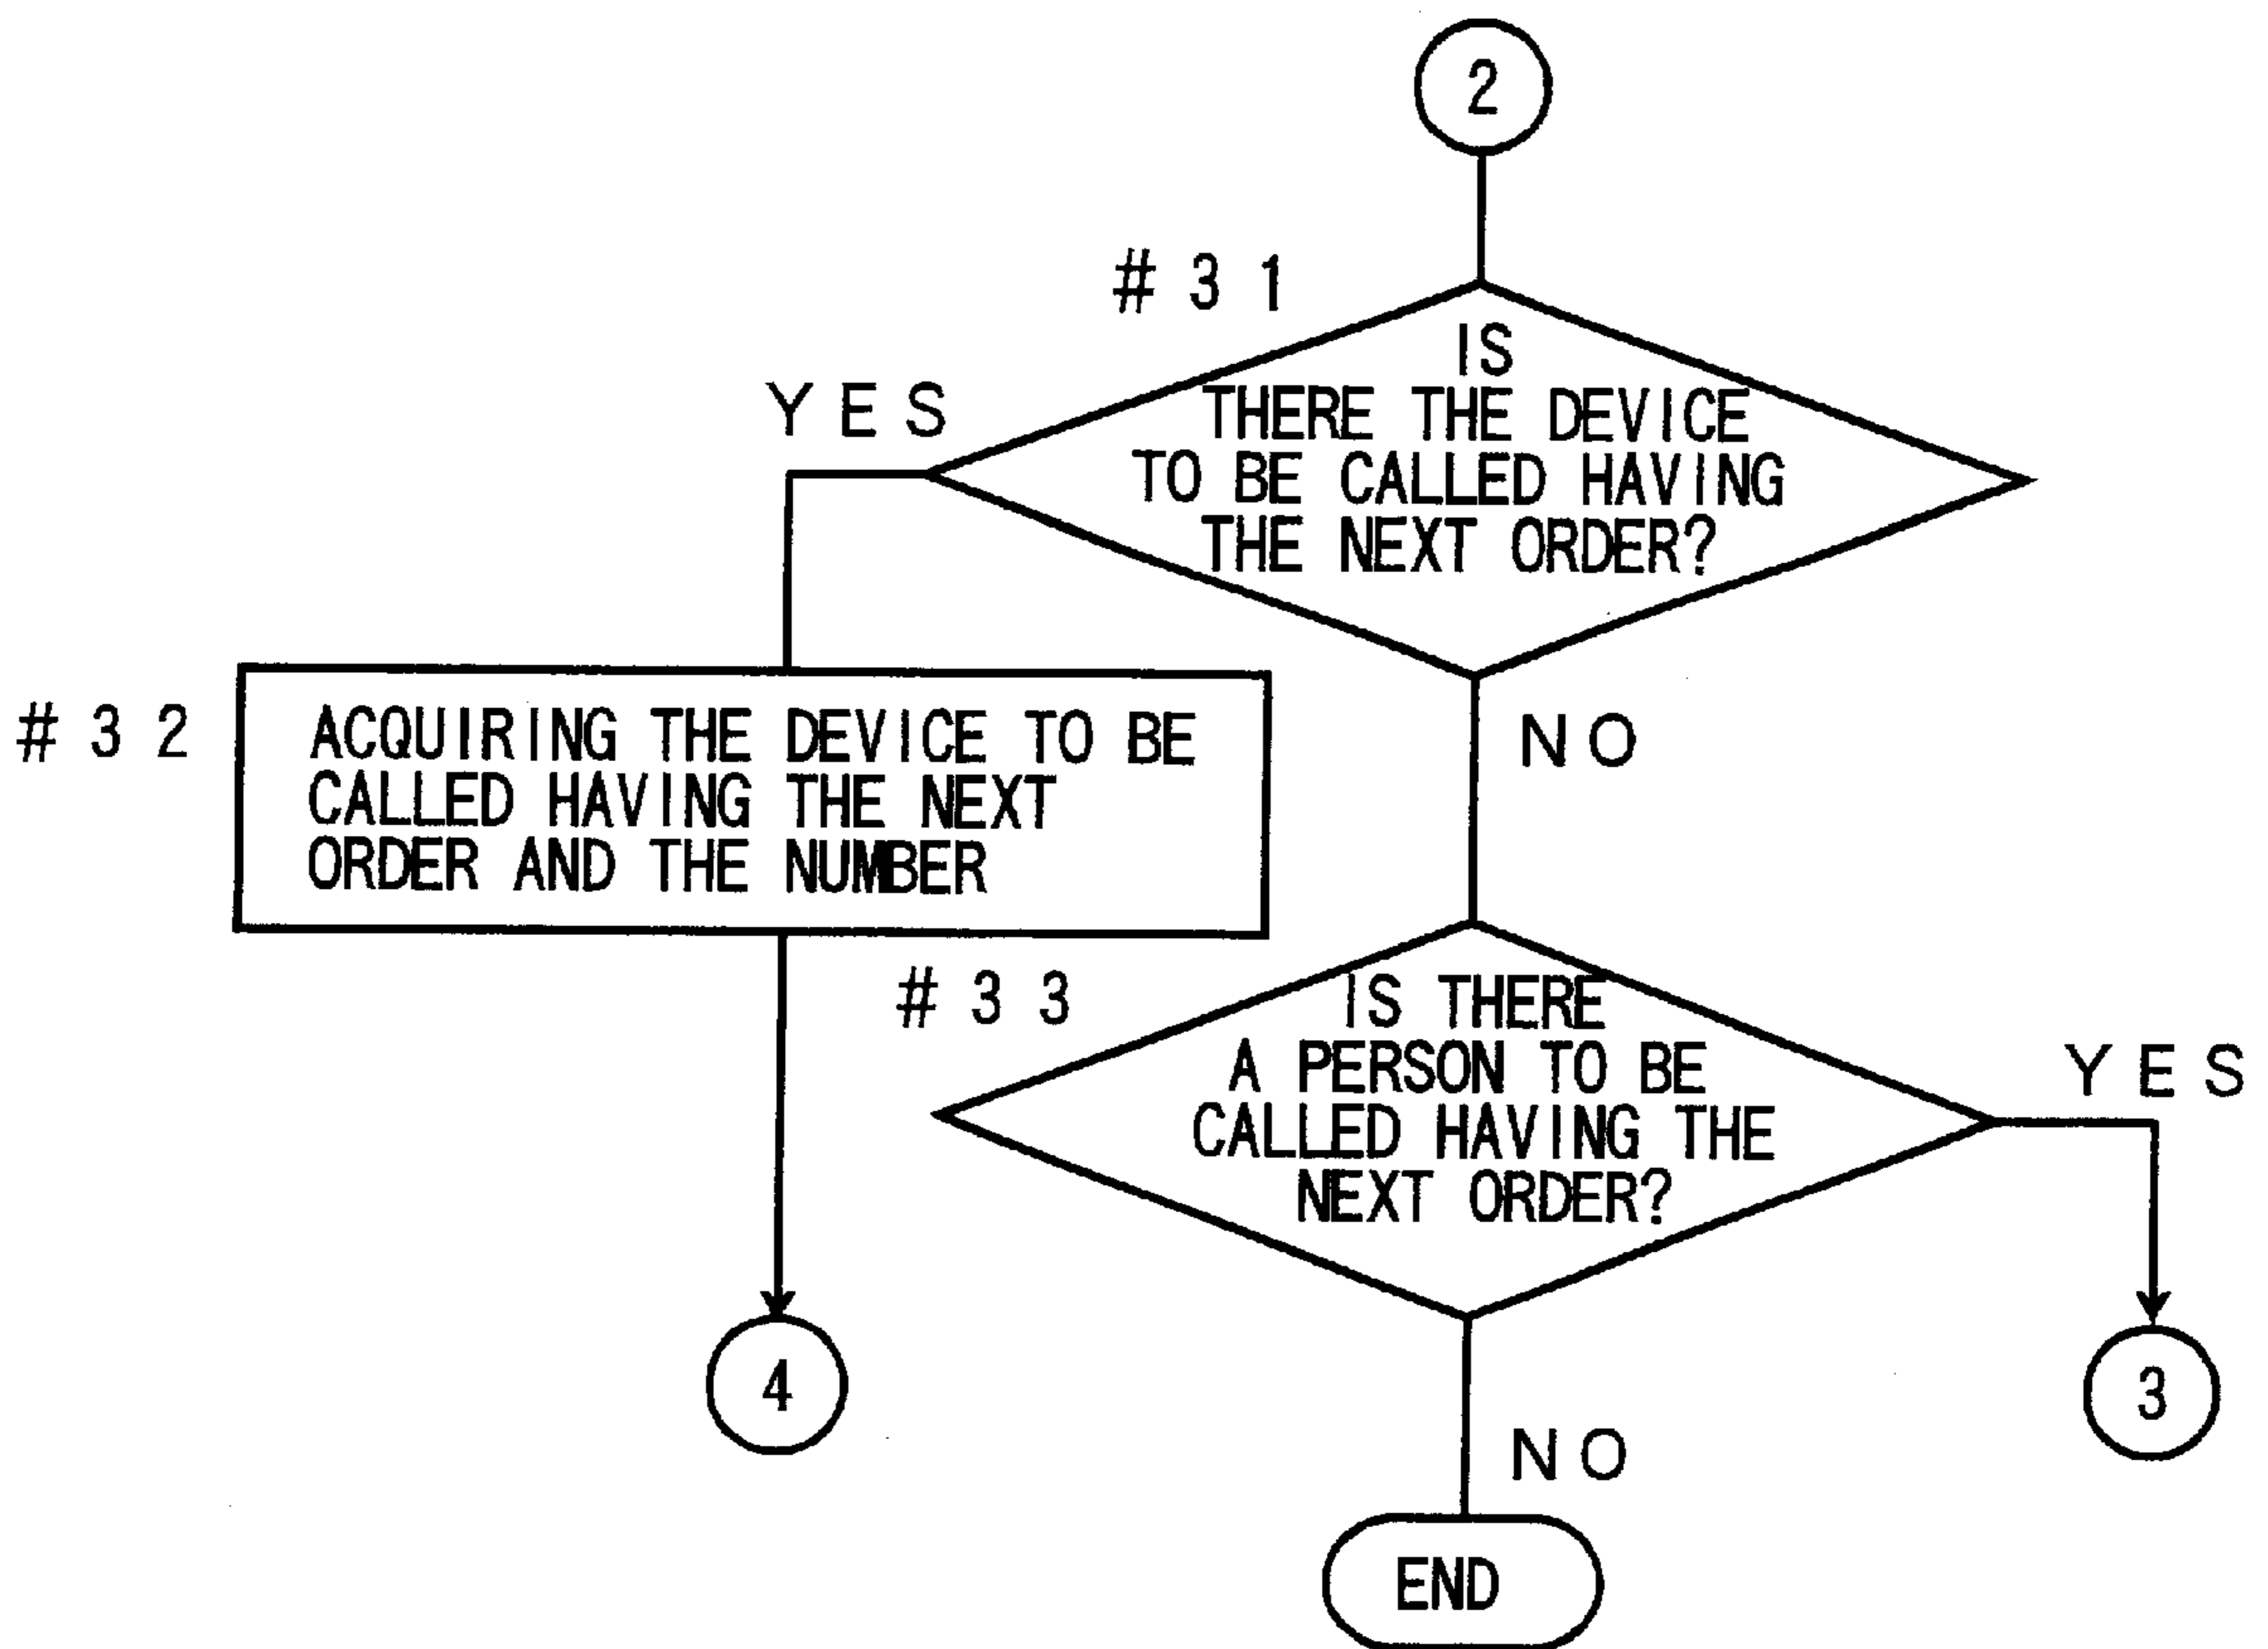 2
# 3 1
IS
THERE THE DEVICE
TO BE CALLED HAVING
THE NEXT ORDER?
YES
NO
# 3 2
ACQUIRING THE DEVICE TO BE
CALLED HAVING THE NEXT
ORDER AND THE NUMBER
# 3 3
IS THERE
A PERSON TO BE
CALLED HAVING THE
NEXT ORDER?
YES
4
3
NO
END